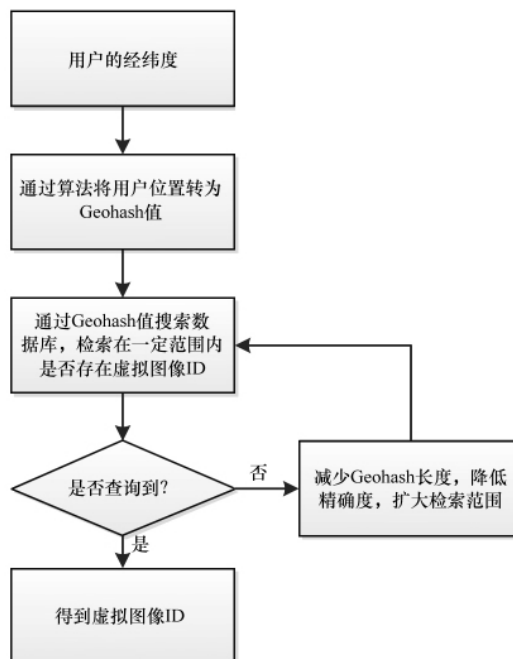 用户的经纬度
通过算法将用户位置转为
Geohash值
通过Geohash值搜索数
据库，检索在一定范围内
是否存在虚拟图像ID
是否查询到?
否
减少Geohash长度，降低
精确度，扩大检索范围
是
得到虚拟图像ID